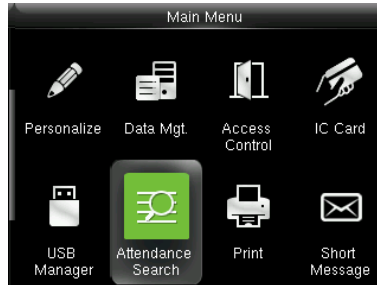 Main Menu
Personalize
Data Mgt.
Access
Control
IC Card
USB
Manager
Attendance
Search
Print
Short
Message